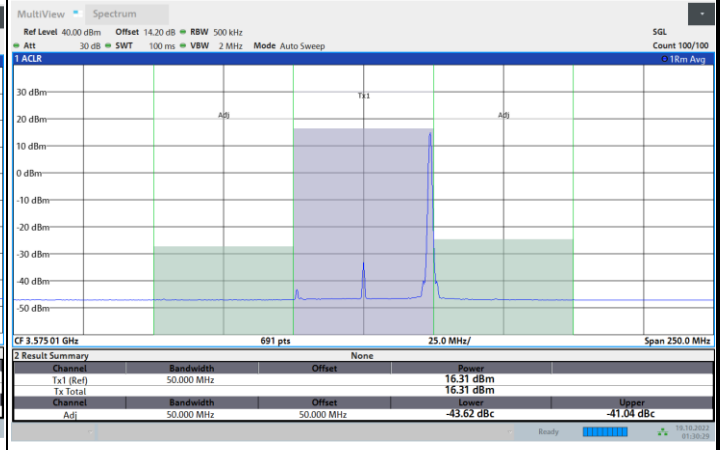 MultiView Spectrum
Ref Level 40.00 dBm Offset 14.20 dB RBW 500 kHz SGL
Att 30 dB SWT 100 ms VBW 2 MHz Mode Auto Sweep Count 100/100
1 ACLR 1Rm Avg
30 dBm
Tx1
20 dBm
Adj Adj
10 dBm
0 dBm
-10 dBm
-20 dBm
-30 dBm
-40 dBm
-50 dBm
CF 3.57501 GHz 691 pts 25.0 MHz/ Span 250.0 MHz
2 Result Summary None
Channel Bandwidth Offset Power
Tx1 (Ref) 50.000 MHz 16.31 dBm
Tx Total 16.31 dBm
Channel Bandwidth Offset Lower Upper
Adj 50.000 MHz 50.000 MHz -43.62 dBc -41.04 dBc
Ready 19.10.2022
01:30:29